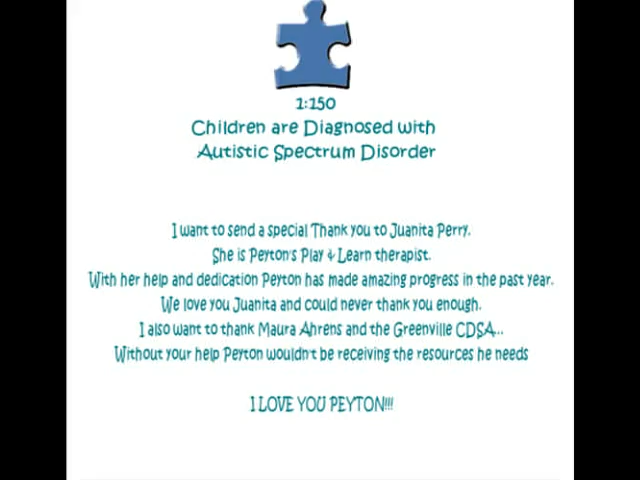 1:150
Children are Diagnosed with
Autistic Spectrum Disorder
I want to send a special Thank you to Juanita Perry.
She is Peyton's Play & Learn therapist.
With her help and dedication Peyton has made amazing progress in the past year.
We love you Juanita and could never thank you enough.
I also want to thank Maura Ahrens and the Greenville CDSA...
Without your help Peyton wouldn't be receiving the resources he needs
I LOVE YOU PEYTON!!!